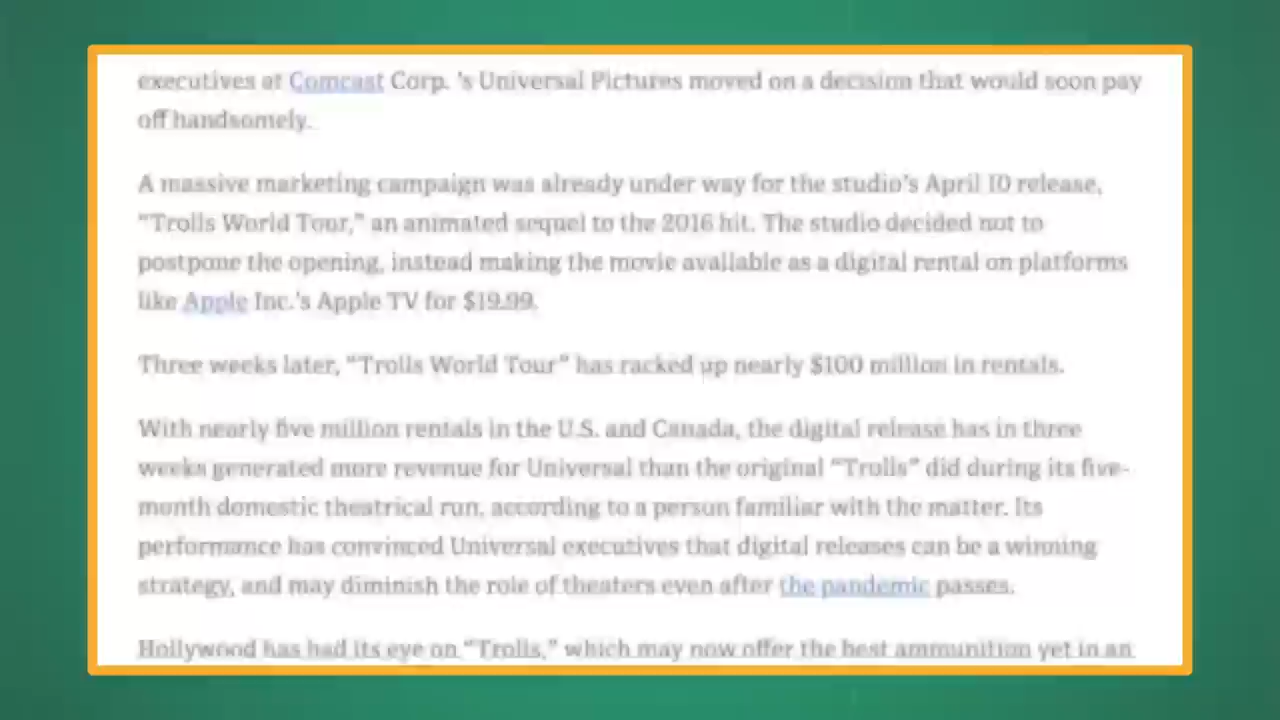 executives at Comcast Corp. 's Universal Pictures moved on a decision that would soon pay
off handsomely.
A massive marketing campaign was already under way for the studio's April 10 release,
"Trolls World Tour," an animated sequel to the 2016 hit. The studio decided not to
postpone the opening, instead making the movie available as a digital rental on platforms
like Apple Inc.'s Apple TV for $19.99.
Three weeks later, "Trolls World Tour" has racked up nearly $100 million in rentals.
With nearly five million rentals in the U.S. and Canada, the digital release has in three
weeks generated more revenue for Universal than the original "Trolls" did during its five-
month domestic theatrical run, according to a person familiar with the matter. Its
performance has convinced Universal executives that digital releases can be a winning
strategy, and may diminish the role of theaters even after the pandemic passes.
Hollywood has had its eye on "Trolls," which may now offer the best ammunition yet in an